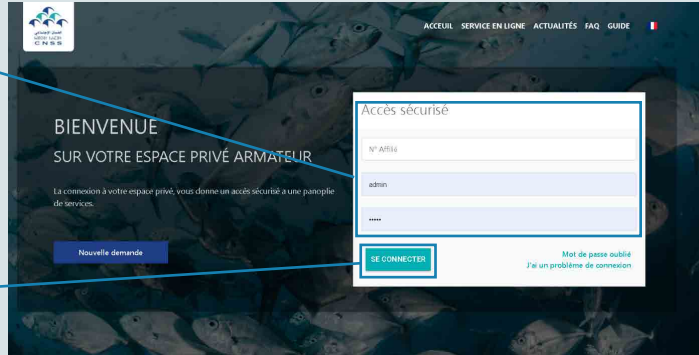 CNSS
ACCEUIL SERVICE EN LIGNE ACTUALITÉS FAQ GUIDE
BIENVENUE
SUR VOTRE ESPACE PRIVÉ ARMATEUR
La connexion à votre espace privé, vous donne un accès sécurisé a une panoplie
de services.
Nouvelle demande
Accès sécurisé
N° Affilié
admin
•••••
SE CONNECTER
Mot de passe oublié
J'ai un problème de connexion